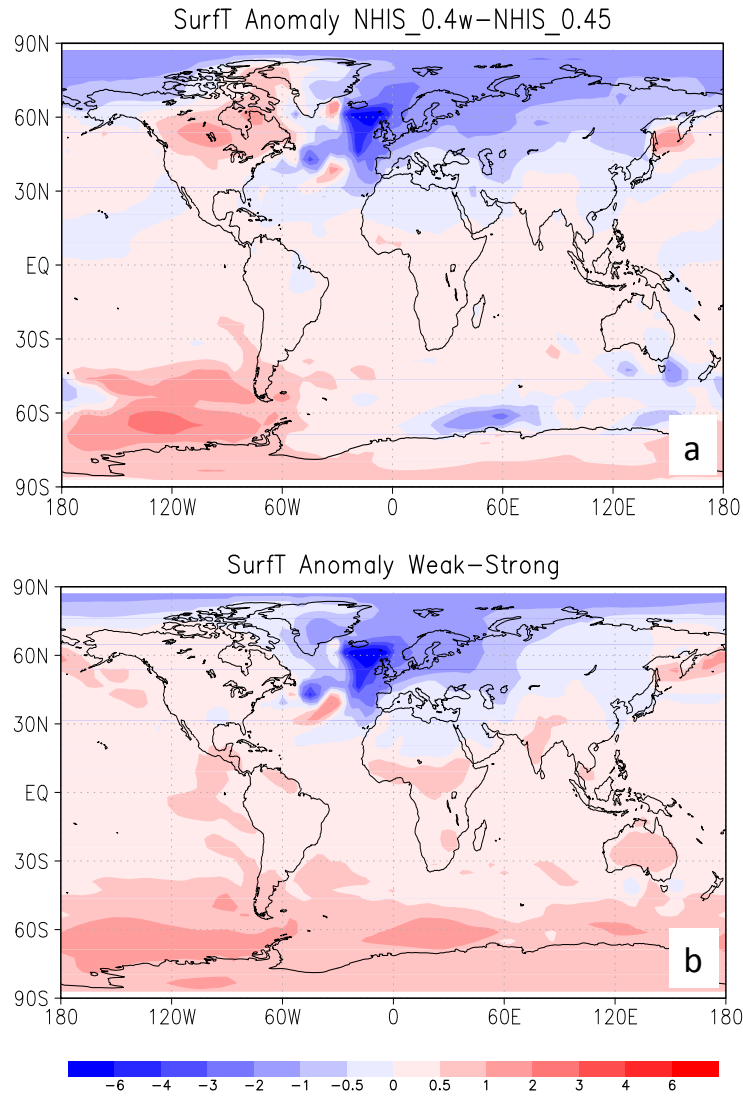 SurfT Anomaly NHIS_0.4w-NHIS_0.45
90N
60N
30N
EQ
30S
60S
90S
180 120W 60W 0 60E 120E 180
a
SurfT Anomaly Weak-Strong
90N
60N
30N
EQ
30S
60S
90S
180 120W 60W 0 60E 120E 180
b
-6 -4 -3 -2 -1 -0.5 0 0.5 1 2 3 4 6